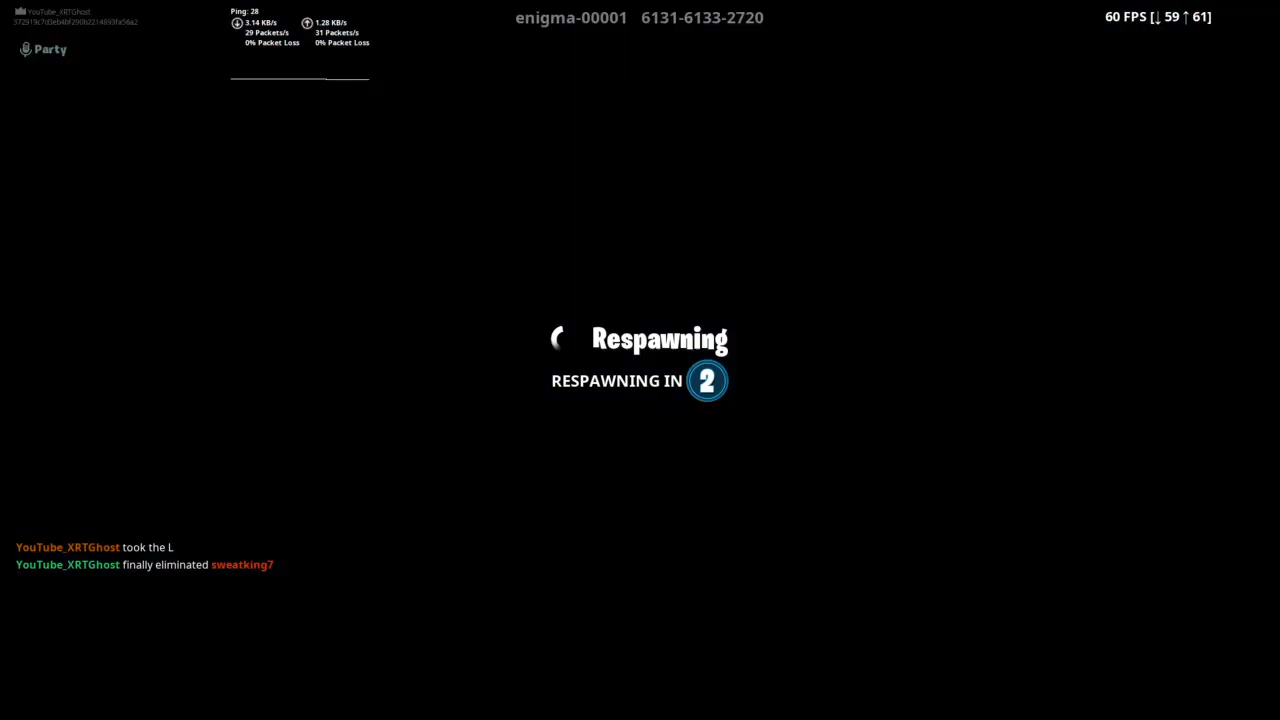 YouTube_XRTGhost
Party
Ping: 28
3.14 KB/s
29 Packets/s
0% Packet Loss
1.28 KB/s
31 Packets/s
0% Packet Loss
enigma-00001 6131-6133-2720
60 FPS [↓ 59 ↑ 61]
Respawning
RESPAWNING IN 2
YouTube_XRTGhost took the L
YouTube_XRTGhost finally eliminated sweatking7